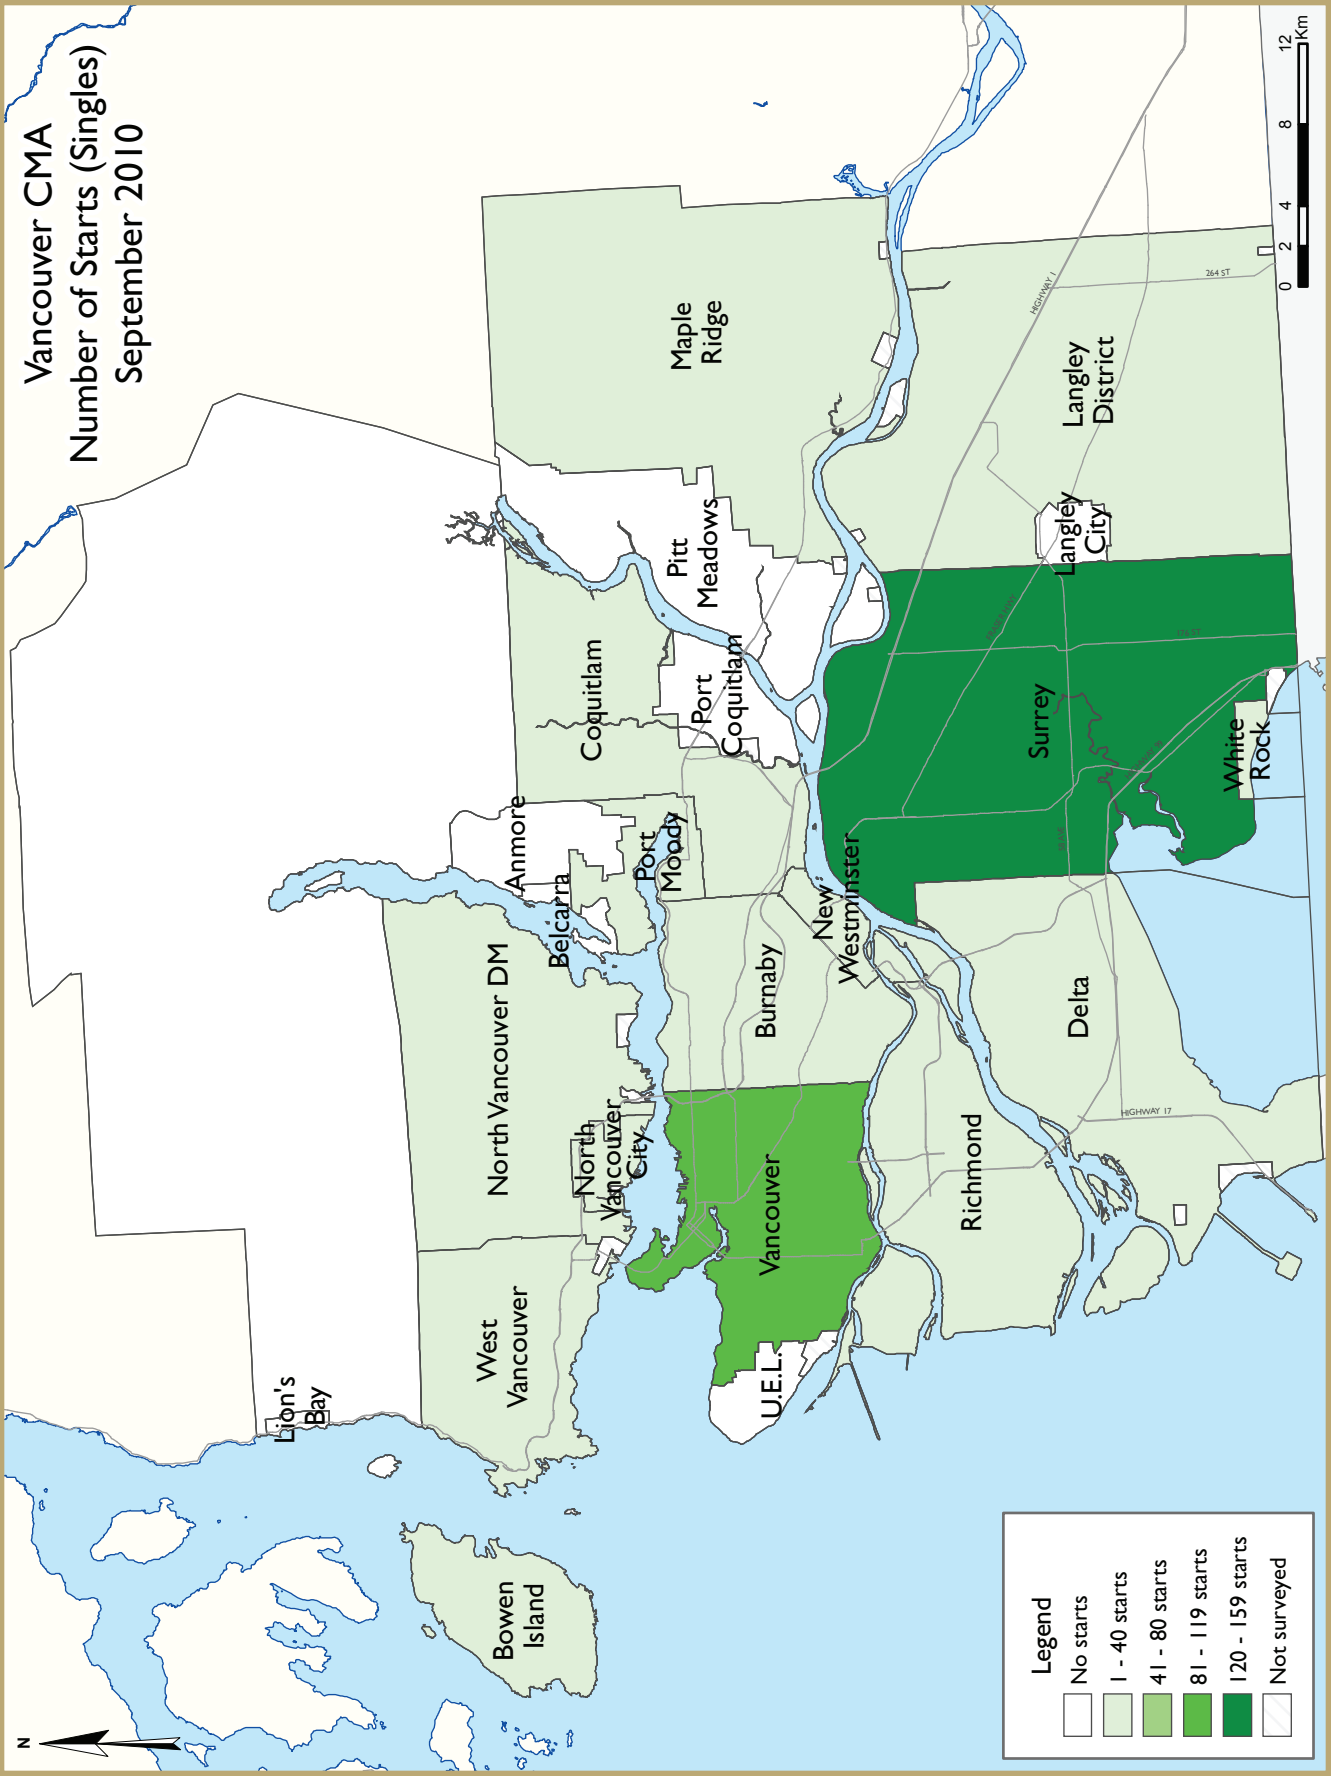 Vancouver CMA
Number of Starts (Singles)
September 2010
N
Lion's
Bay
Bowen
Island
West
Vancouver
North Vancouver DM
North
Vancouver
City
Belcarra
Anmore
Port
Moody
Coquitlam
Port
Coquitlam
Pitt
Meadows
Maple
Ridge
U.E.L.
Vancouver
Burnaby
New
Westminster
Richmond
Delta
Surrey
White
Rock
Langley
City
Langley
District
HIGHWAY 1
264 ST
176 ST
HIGHWAY 17
Legend
No starts
1 - 40 starts
41 - 80 starts
81 - 119 starts
120 - 159 starts
Not surveyed
0 2 4 8 12
Km